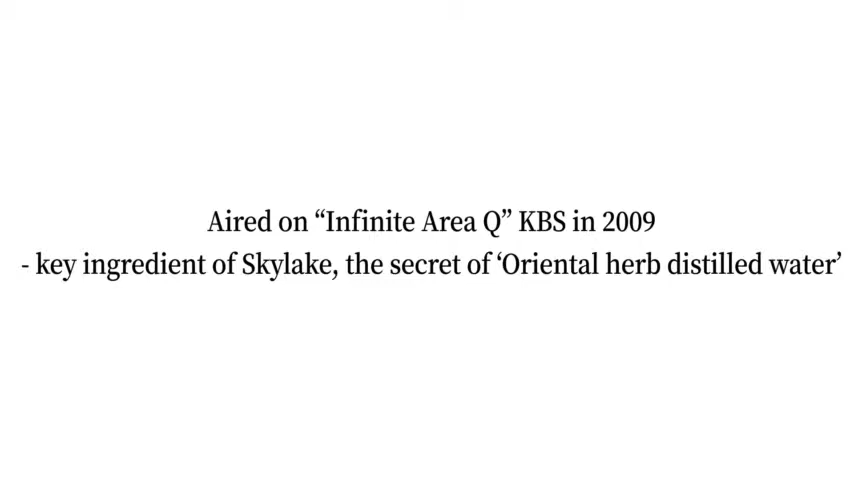 Aired on “Infinite Area Q” KBS in 2009
- key ingredient of Skylake, the secret of ‘Oriental herb distilled water’